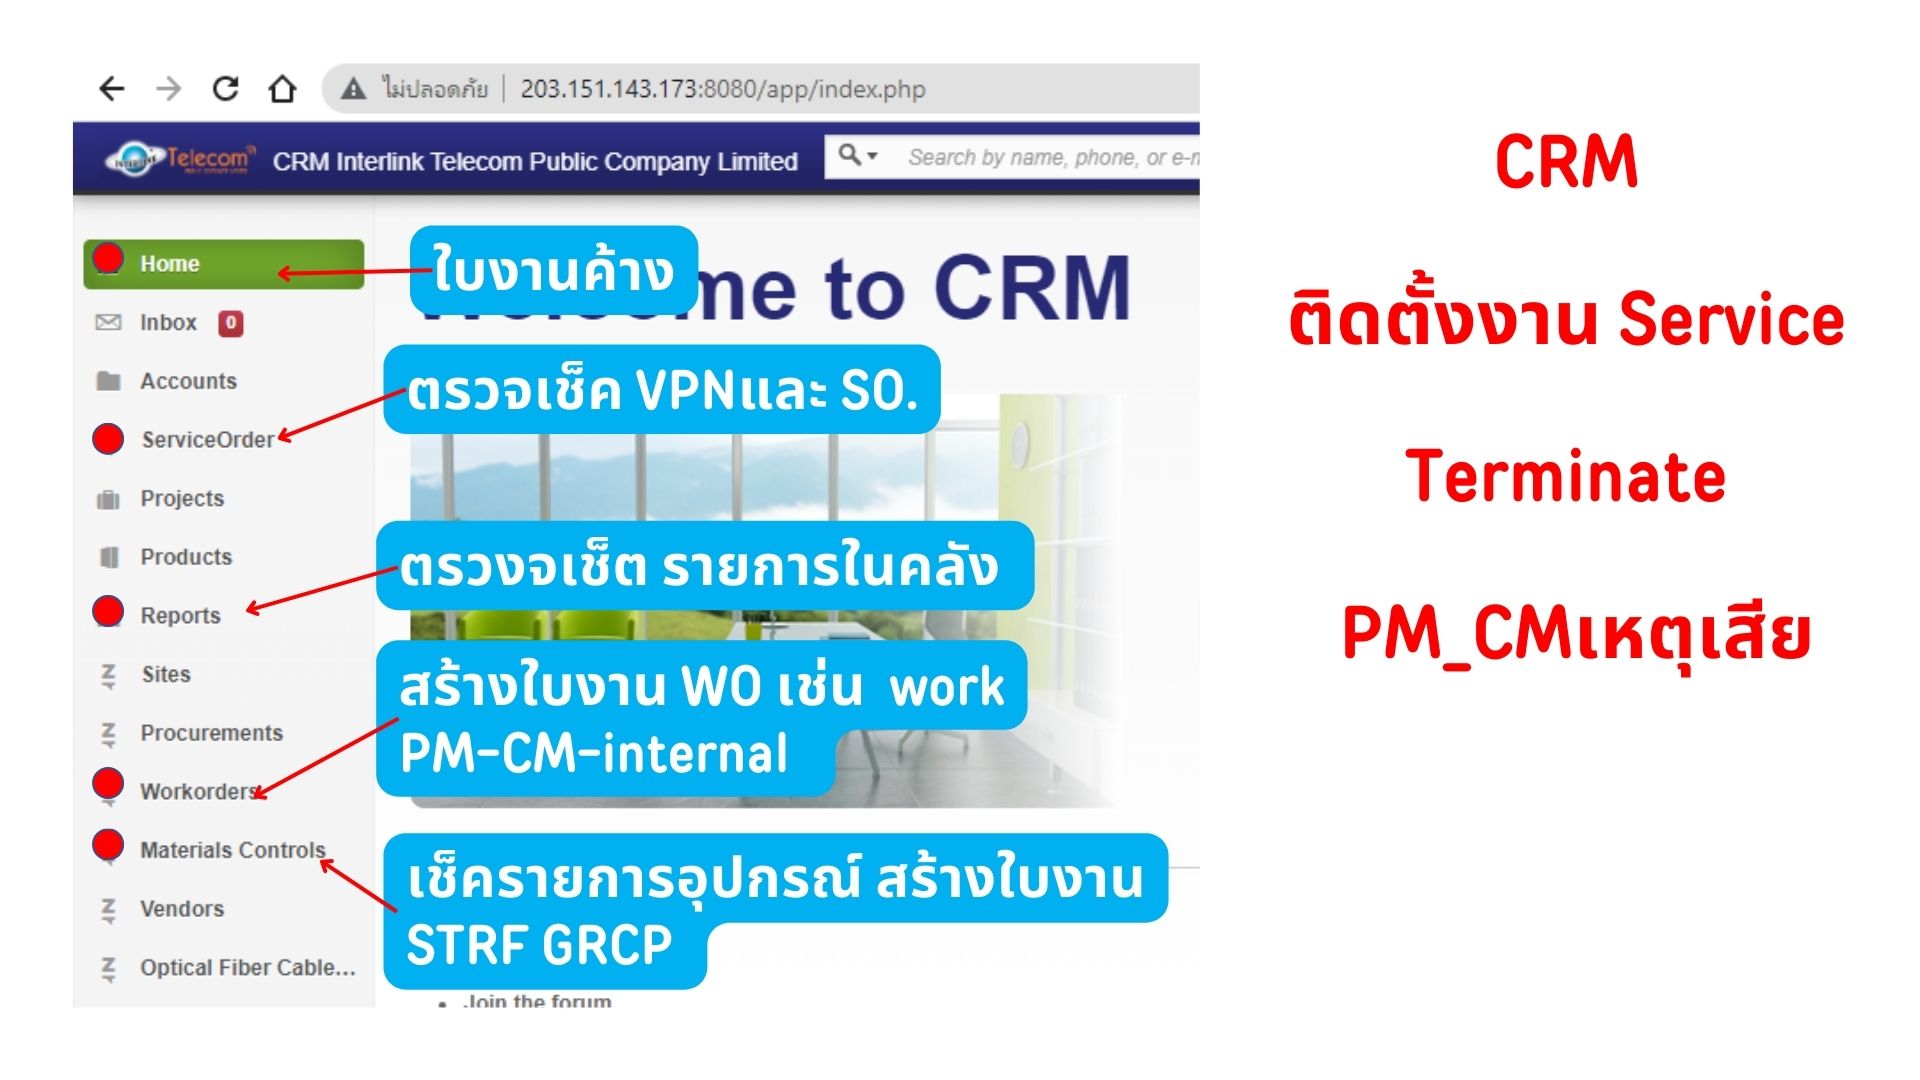 ไม่ปลอดภัย | 203.151.143.173:8080/app/index.php
Telecom CRM Interlink Telecom Public Company Limited Search by name, phone, or e-
CRM
ติดตั้งงาน Service
Terminate
PM_CMเหตุเสีย
Home
ใบงานค้าง
me to CRM
Inbox 0
Accounts
ตรวจเช็ค VPNและ SO.
ServiceOrder
Projects
Products
ตรวงจเช็ต รายการในคลัง
Reports
Sites
สร้างใบงาน WO เช่น work
PM-CM-internal
Procurements
Workorders
Materials Controls
เช็ครายการอุปกรณ์ สร้างใบงาน
STRF GRCP
Vendors
Optical Fiber Cable...
Join the forum